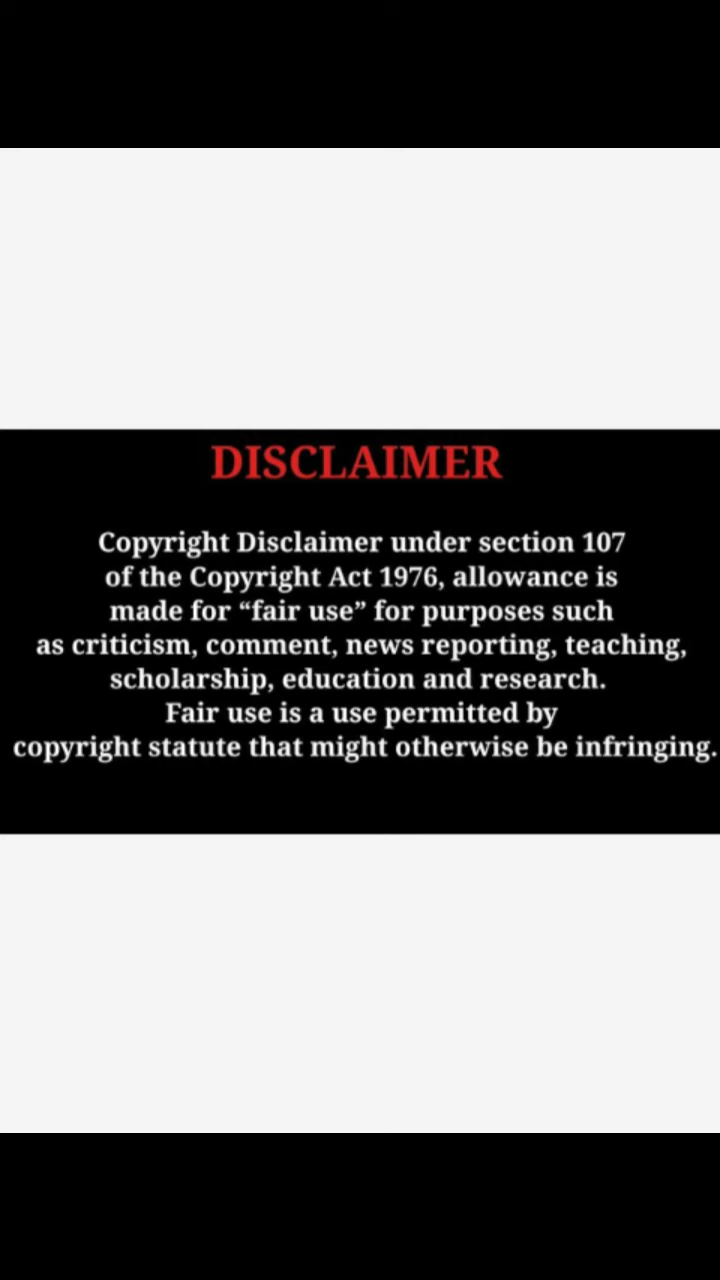 DISCLAIMER
Copyright Disclaimer under section 107
of the Copyright Act 1976, allowance is
made for “fair use” for purposes such
as criticism, comment, news reporting, teaching,
scholarship, education and research.
Fair use is a use permitted by
copyright statute that might otherwise be infringing.